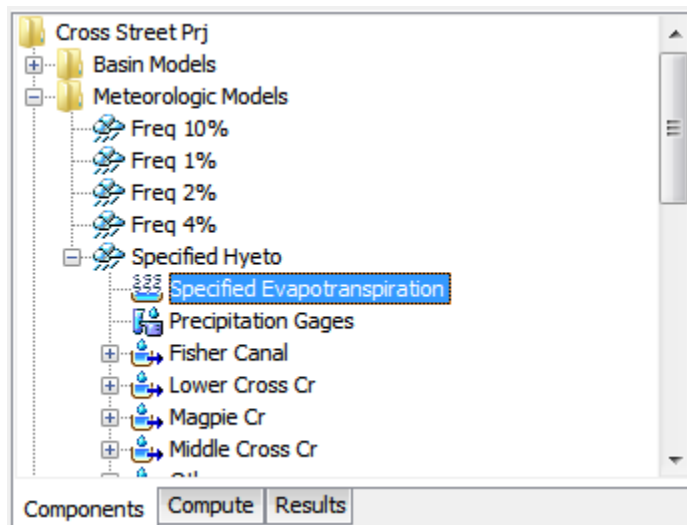 Cross Street Prj
Basin Models
Meteorologic Models
Freq 10%
Freq 1%
Freq 2%
Freq 4%
Specified Hyeto
Specified Evapotranspiration
Precipitation Gages
Fisher Canal
Lower Cross Cr
Magpie Cr
Middle Cross Cr
Components Compute Results